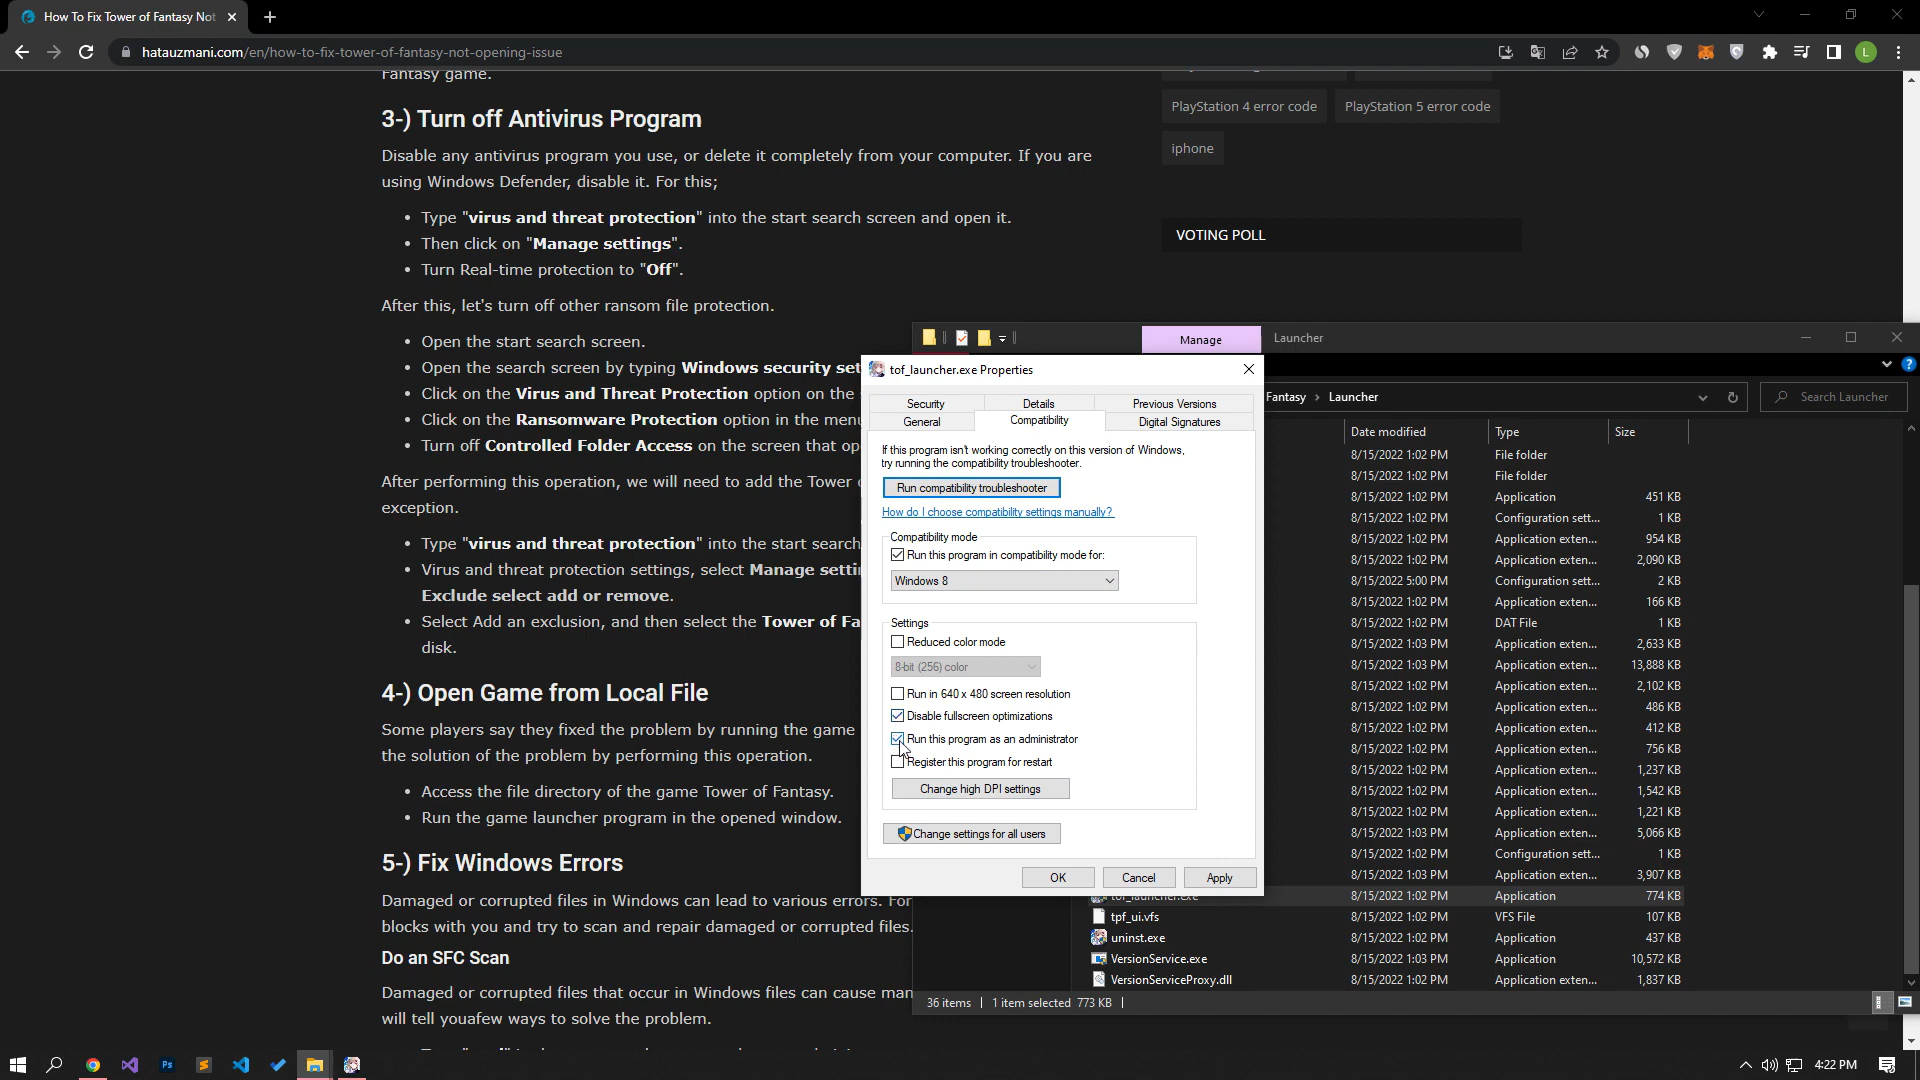 How To Fix Tower of Fantasy Not
hatauzmani.com/en/how-to-fix-tower-of-fantasy-not-opening-issue
L
Fantasy game.
3-) Turn off Antivirus Program
Disable any antivirus program you use, or delete it completely from your computer. If you are
using Windows Defender, disable it. For this;
• Type "virus and threat protection" into the start search screen and open it.
• Then click on "Manage settings".
• Turn Real-time protection to "Off".
After this, let's turn off other ransom file protection.
• Open the start search screen.
• Open the search screen by typing Windows security set
• Click on the Virus and Threat Protection option on the
• Click on the Ransomware Protection option in the menu
• Turn off Controlled Folder Access on the screen that op
After performing this operation, we will need to add the Tower
exception.
• Type "virus and threat protection" into the start search
• Virus and threat protection settings, select Manage setti
Exclude select add or remove.
• Select Add an exclusion, and then select the Tower of Fa
disk.
4-) Open Game from Local File
Some players say they fixed the problem by running the game
the solution of the problem by performing this operation.
• Access the file directory of the game Tower of Fantasy.
• Run the game launcher program in the opened window.
5-) Fix Windows Errors
Damaged or corrupted files in Windows can lead to various errors. For
blocks with you and try to scan and repair damaged or corrupted files.
Do an SFC Scan
Damaged or corrupted files that occur in Windows files can cause man
will tell youafew ways to solve the problem.
PlayStation 4 error code
PlayStation 5 error code
iphone
VOTING POLL
Manage
Launcher
Fantasy › Launcher
Search Launcher
Date modified Type Size
8/15/2022 1:02 PM File folder
8/15/2022 1:02 PM File folder
8/15/2022 1:02 PM Application 451 KB
8/15/2022 1:02 PM Configuration sett... 1 KB
8/15/2022 1:02 PM Application exten... 954 KB
8/15/2022 1:02 PM Application exten... 2,090 KB
8/15/2022 5:00 PM Configuration sett... 2 KB
8/15/2022 1:02 PM Application exten... 166 KB
8/15/2022 1:02 PM DAT File 1 KB
8/15/2022 1:03 PM Application exten... 2,633 KB
8/15/2022 1:03 PM Application exten... 13,888 KB
8/15/2022 1:02 PM Application exten... 2,102 KB
8/15/2022 1:02 PM Application exten... 486 KB
8/15/2022 1:02 PM Application exten... 412 KB
8/15/2022 1:02 PM Application exten... 756 KB
8/15/2022 1:02 PM Application exten... 1,237 KB
8/15/2022 1:02 PM Application exten... 1,542 KB
8/15/2022 1:02 PM Application exten... 1,221 KB
8/15/2022 1:03 PM Application exten... 5,066 KB
8/15/2022 1:03 PM Configuration sett... 1 KB
8/15/2022 1:03 PM Application exten... 3,907 KB
tof_launcher.exe 8/15/2022 1:02 PM Application 774 KB
tpf_ui.vfs 8/15/2022 1:02 PM VFS File 107 KB
uninst.exe 8/15/2022 1:02 PM Application 437 KB
VersionService.exe 8/15/2022 1:03 PM Application 10,572 KB
VersionServiceProxy.dll 8/15/2022 1:02 PM Application exten... 1,837 KB
36 items 1 item selected 773 KB
tof_launcher.exe Properties
Security Details Previous Versions
General Compatibility Digital Signatures
If this program isn't working correctly on this version of Windows,
try running the compatibility troubleshooter.
Run compatibility troubleshooter
How do I choose compatibility settings manually?
Compatibility mode
Run this program in compatibility mode for:
Windows 8
Settings
Reduced color mode
8-bit (256) color
Run in 640 x 480 screen resolution
Disable fullscreen optimizations
Run this program as an administrator
Register this program for restart
Change high DPI settings
Change settings for all users
OK Cancel Apply
Ps
4:22 PM